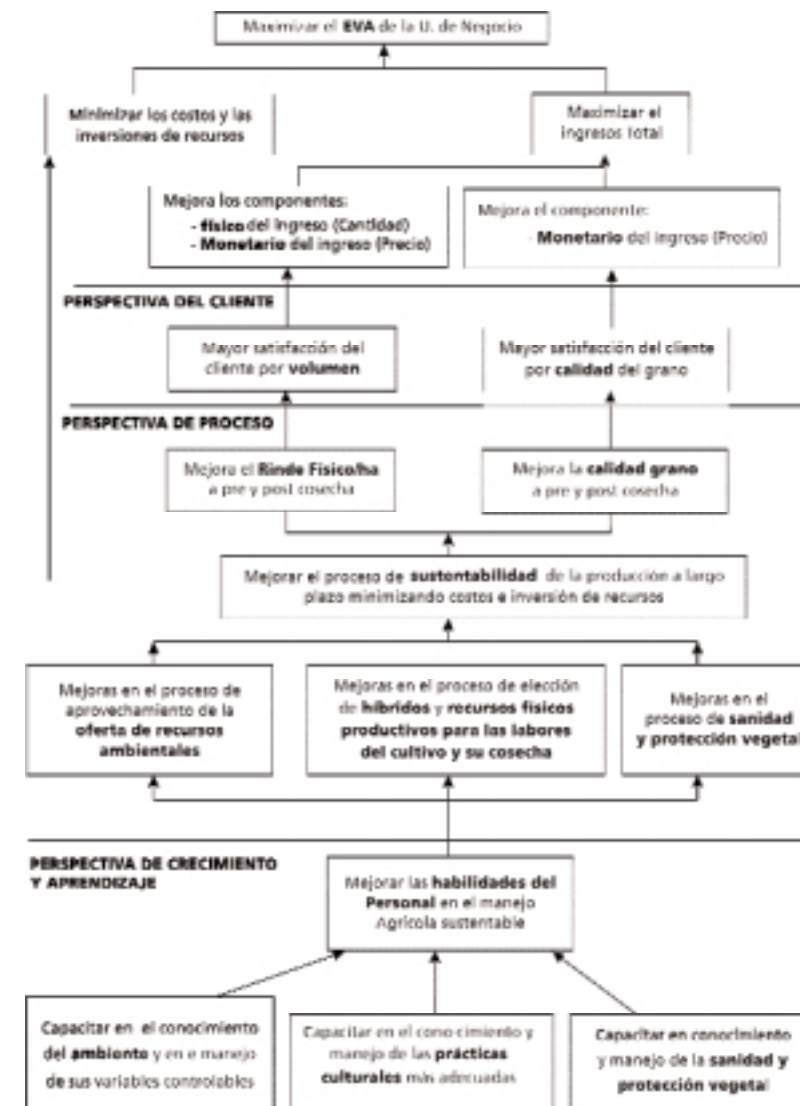 Maximizar el EVA de la U. de Negocio
Minimizar los costos y las
inversiones de recursos
Maximizar el
ingresos Total
Mejora los componentes:
- físico del Ingreso (Cantidad)
- Monetario del ingreso (Precio)
Mejora el componente:
- Monetario del ingreso (Precio)
PERSPECTIVA DEL CLIENTE
Mayor satisfacción del
cliente por volumen
Mayor satisfacción del cliente
por calidad del grano
PERSPECTIVA DE PROCESO
Mejora el Rinde Físico/ha
a pre y post cosecha
Mejora la calidad grano
a pre y post cosecha
Mejorar el proceso de sustentabilidad de la producción a largo
plazo minimizando costos e inversión de recursos
Mejoras en el proceso de
aprovechamiento de la
oferta de recursos
ambientales
Mejoras en el proceso de elección
de híbridos y recursos físicos
productivos para las labores
del cultivo y su cosecha
Mejoras en el
proceso de sanidad
y protección vegetal
PERSPECTIVA DE CRECIMIENTO
Y APRENDIZAJE
Mejorar las habilidades del
Personal en el manejo
Agrícola sustentable
Capacitar en el conocimiento
del ambiente y en e manejo
de sus variables controlables
Capacitar en el conocimiento y
manejo de las prácticas
culturales más adecuadas
Capacitar en conocimiento
y manejo de la sanidad y
protección vegetal